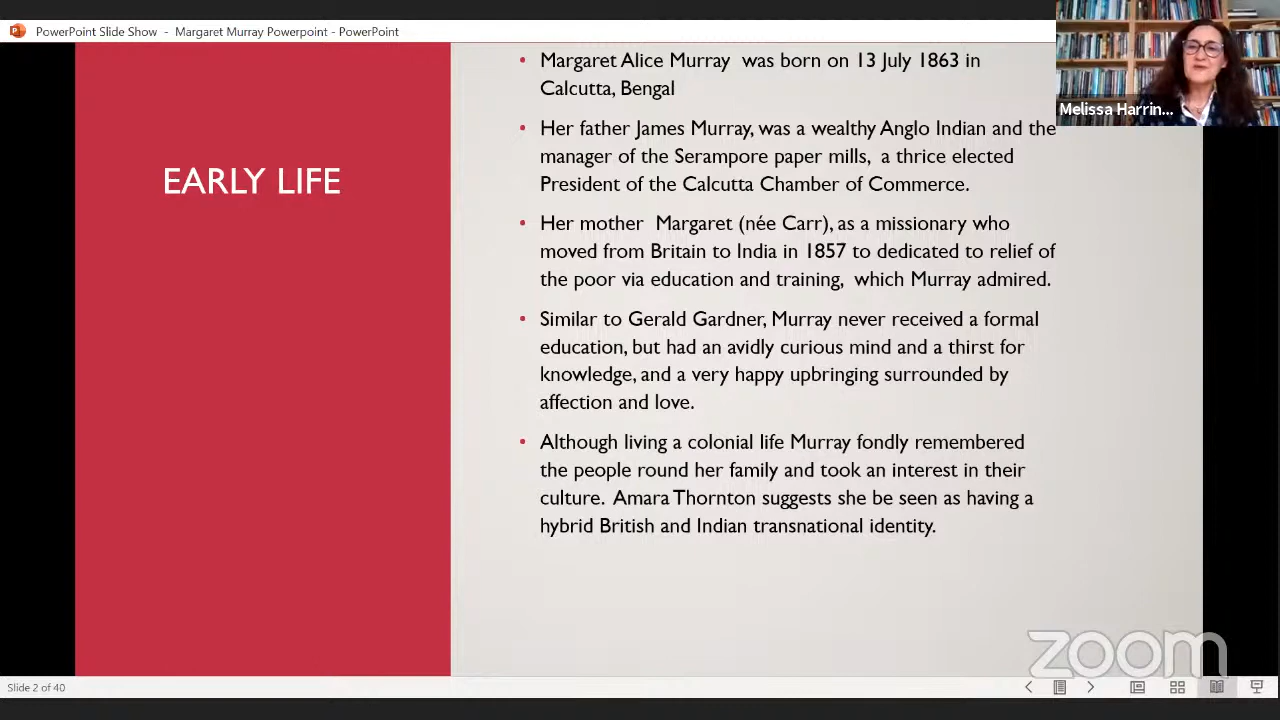 PowerPoint Slide Show - Margaret Murray Powerpoint - PowerPoint
Melissa Harrin...
EARLY LIFE
• Margaret Alice Murray was born on 13 July 1863 in
Calcutta, Bengal
• Her father James Murray, was a wealthy Anglo Indian and the
manager of the Serampore paper mills, a thrice elected
President of the Calcutta Chamber of Commerce.
• Her mother Margaret (née Carr), as a missionary who
moved from Britain to India in 1857 to dedicated to relief of
the poor via education and training, which Murray admired.
• Similar to Gerald Gardner, Murray never received a formal
education, but had an avidly curious mind and a thirst for
knowledge, and a very happy upbringing surrounded by
affection and love.
• Although living a colonial life Murray fondly remembered
the people round her family and took an interest in their
culture. Amara Thornton suggests she be seen as having a
hybrid British and Indian transnational identity.
zoom
Slide 2 of 40